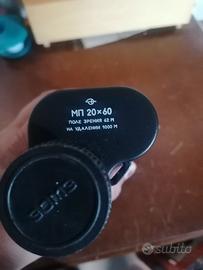 МП 20×60
ПОЛЕ ЗРЕНИЯ 62 М
НА УДАЛЕНИИ 1000 М
subito